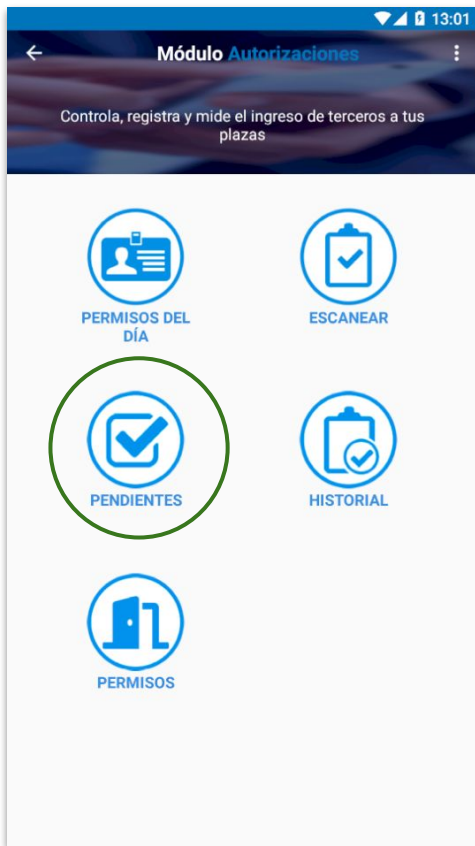 13:01
Módulo Autorizaciones
Controla, registra y mide el ingreso de terceros a tus
plazas
PERMISOS DEL
DÍA
ESCANEAR
PENDIENTES
HISTORIAL
PERMISOS